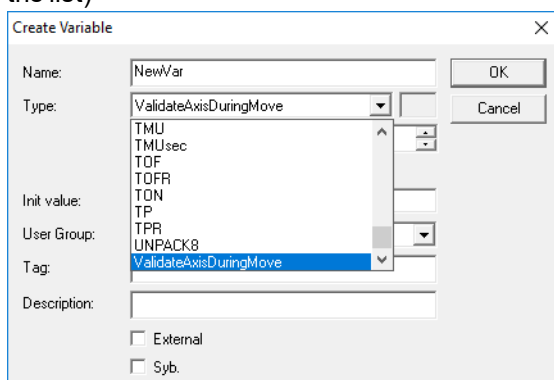 the list)
Create Variable
Name: NewVar OK
Type: ValidateAxisDuringMove Cancel
TMU
TMUsec
TOF
TOFR
TON
Init value:
TP
TPR
User Group:
UNPACK8
ValidateAxisDuringMove
Tag:
Description:
External
Syb.